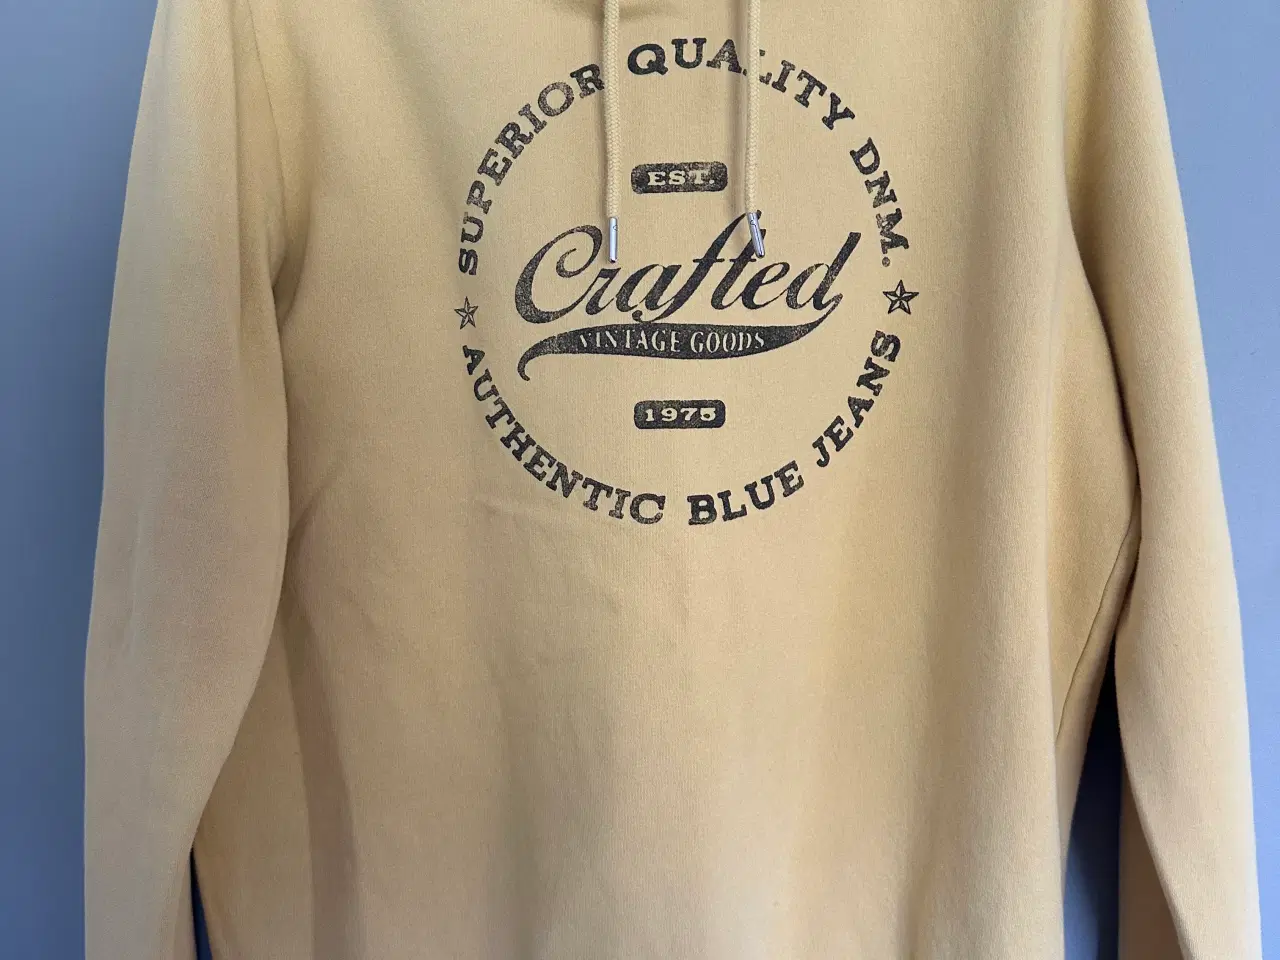 SUPERIOR QUALITY DNM.
EST.
Crafted
VINTAGE GOODS
1975
AUTHENTIC BLUE JEANS